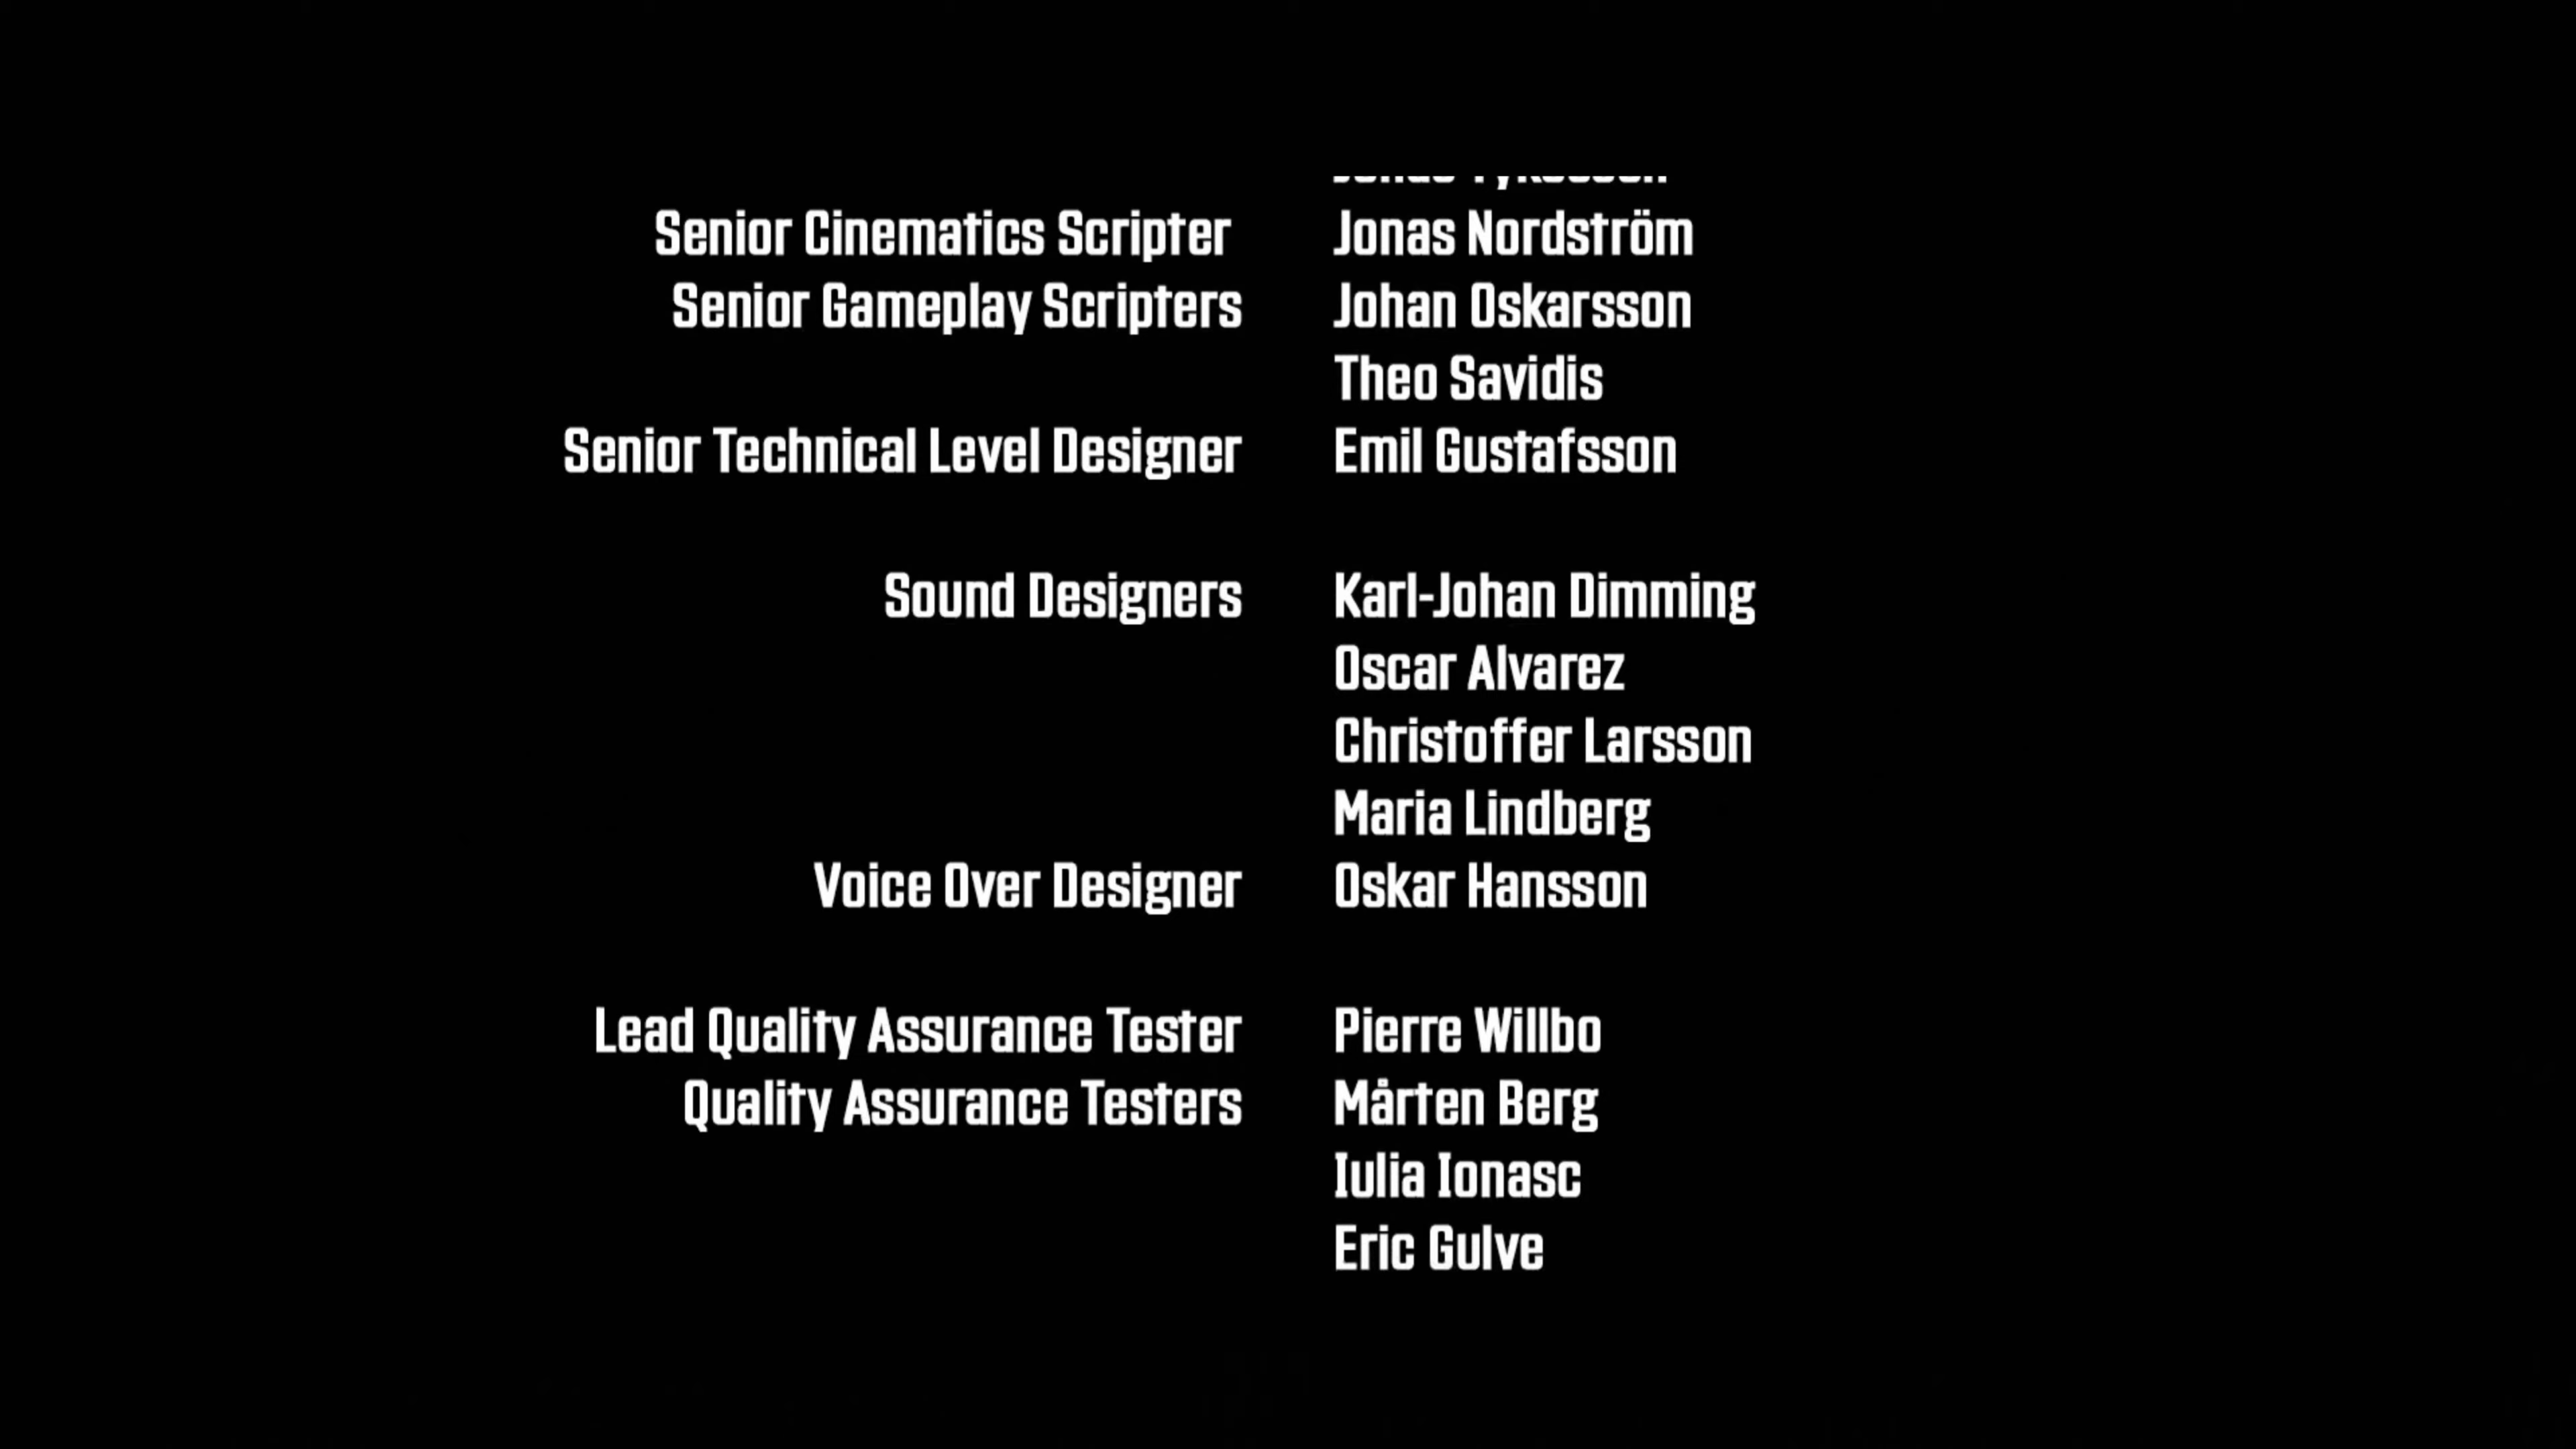 Senior Cinematics Scripter Jonas Nordström
Senior Gameplay Scripters Johan Oskarsson
Theo Savidis
Senior Technical Level Designer Emil Gustafsson
Sound Designers Karl-Johan Dimming
Oscar Alvarez
Christoffer Larsson
Maria Lindberg
Voice Over Designer Oskar Hansson
Lead Quality Assurance Tester Pierre Willbo
Quality Assurance Testers Mårten Berg
Iulia Ionasc
Eric Gulve